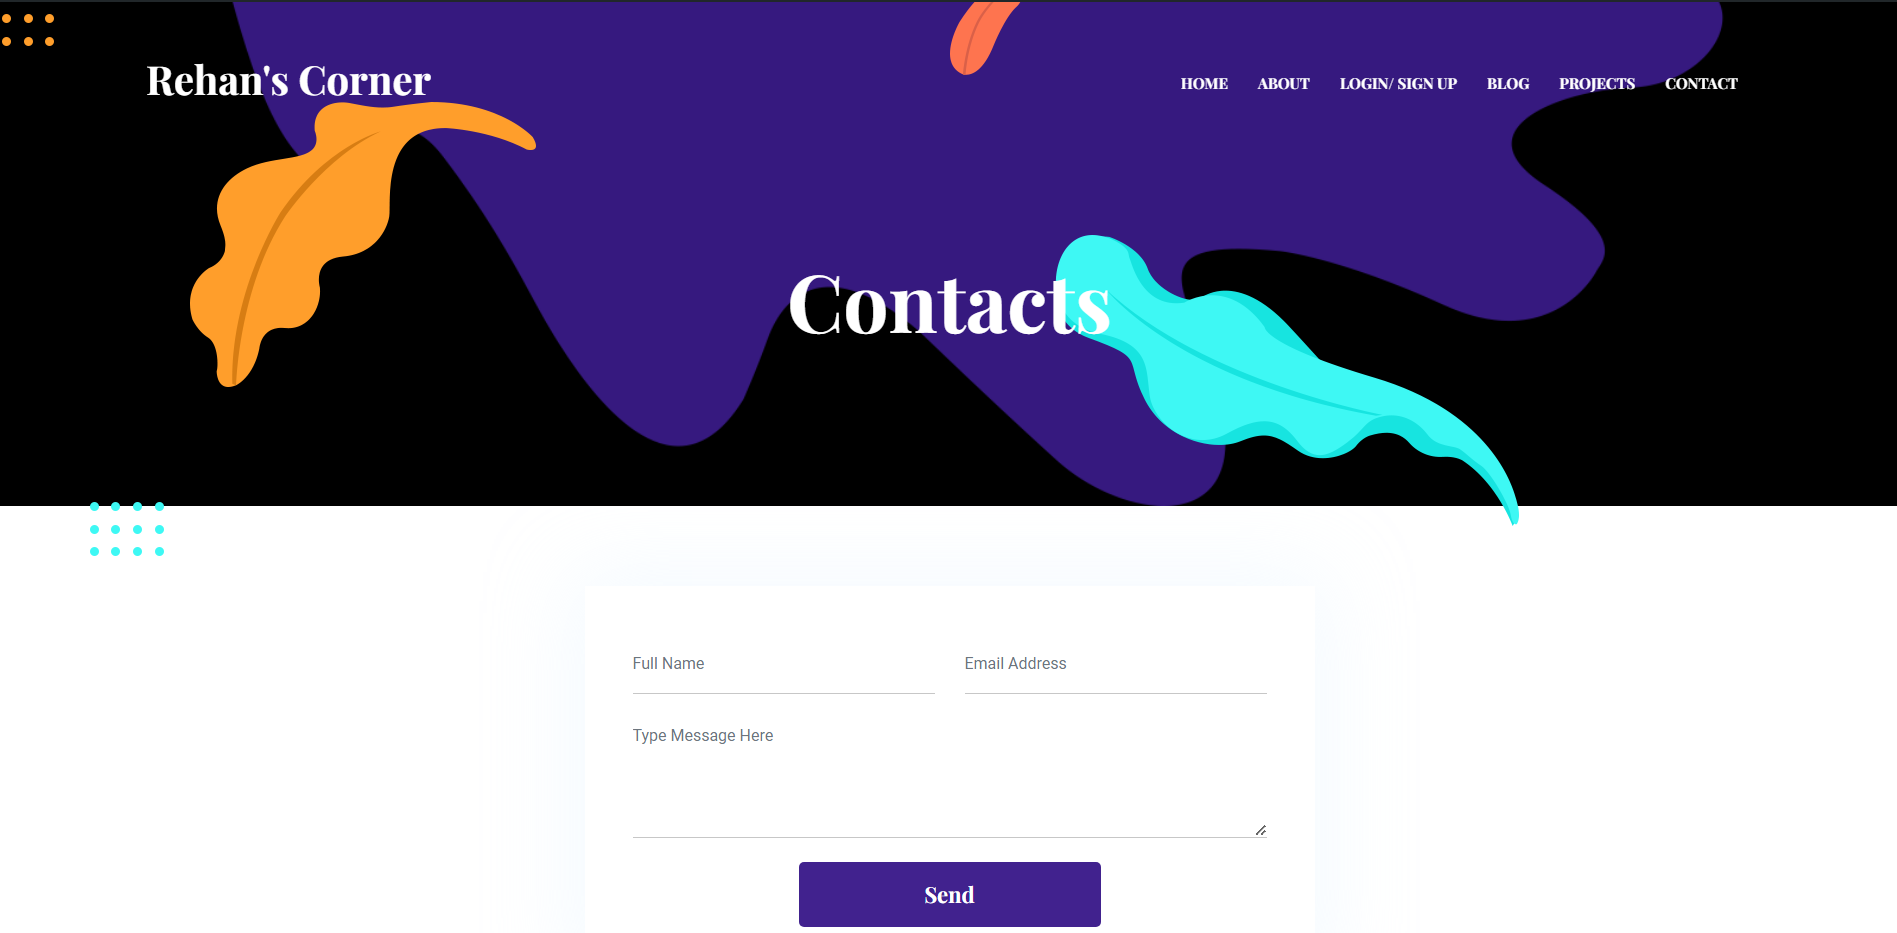 Rehan's Corner
HOME ABOUT LOGIN/ SIGN UP BLOG PROJECTS CONTACT
Contacts
Full Name Email Address
Type Message Here
Send